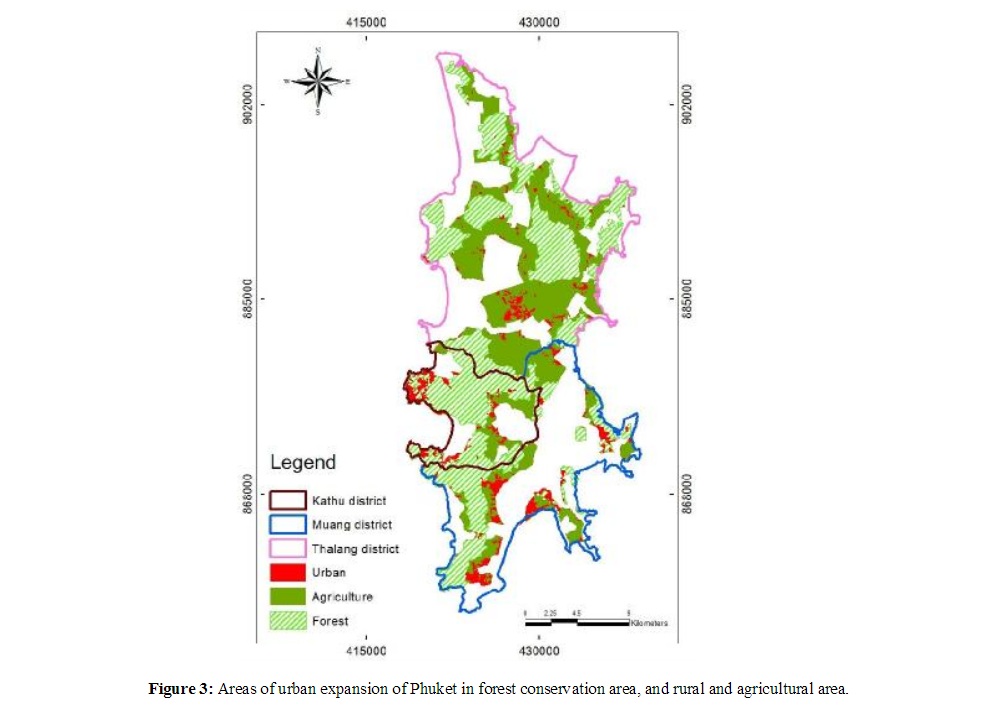 415000 430000
N
W E
S
902000 902000
885000 885000
868000 868000
Legend
Kathu district
Muang district
Thalang district
Urban
Agriculture
Forest
0 2.25 4.5 9
Kilometers
415000 430000
Figure 3: Areas of urban expansion of Phuket in forest conservation area, and rural and agricultural area.